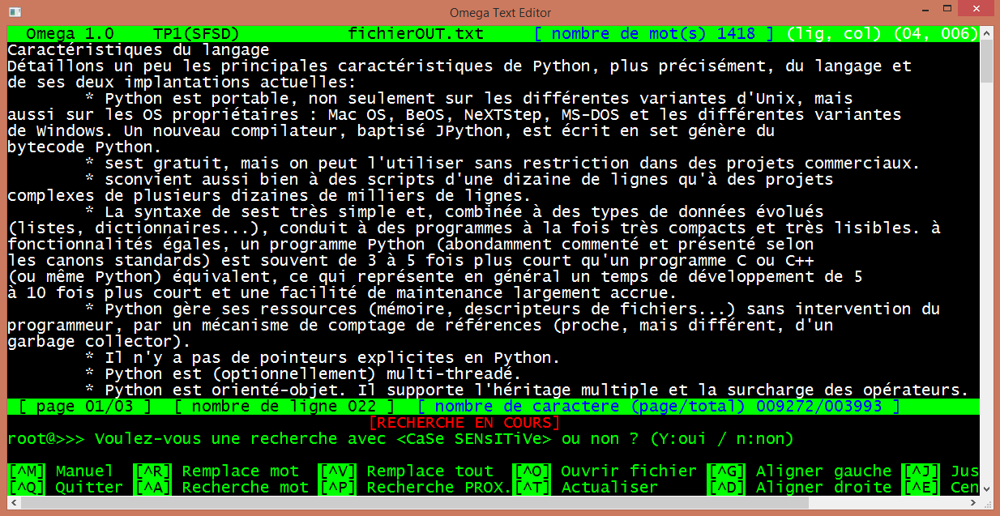 Omega Text Editor
Omega 1.0 TP1(SFSD) fichierOUT.txt [ nombre de mot(s) 1418 ] (lig, col) (04, 006)
Caractéristiques du langage
Détaillons un peu les principales caractéristiques de Python, plus précisément, du langage et
de ses deux implantations actuelles:
* Python est portable, non seulement sur les différentes variantes d'Unix, mais
aussi sur les OS propriétaires : Mac OS, BeOS, NeXTStep, MS-DOS et les différentes variantes
de Windows. Un nouveau compilateur, baptisé JPython, est écrit en set génère du
bytecode Python.
* sest gratuit, mais on peut l'utiliser sans restriction dans des projets commerciaux.
* sconvient aussi bien à des scripts d'une dizaine de lignes qu'à des projets
complexes de plusieurs dizaines de milliers de lignes.
* La syntaxe de sest très simple et, combinée à des types de données évolués
(listes, dictionnaires...), conduit à des programmes à la fois très compacts et très lisibles. à
fonctionnalités égales, un programme Python (abondamment commenté et présenté selon
les canons standards) est souvent de 3 à 5 fois plus court qu'un programme C ou C++
(ou même Python) équivalent, ce qui représente en général un temps de développement de 5
à 10 fois plus court et une facilité de maintenance largement accrue.
* Python gère ses ressources (mémoire, descripteurs de fichiers...) sans intervention du
programmeur, par un mécanisme de comptage de références (proche, mais différent, d'un
garbage collector).
* Il n'y a pas de pointeurs explicites en Python.
* Python est (optionnellement) multi-threadé.
* Python est orienté-objet. Il supporte l'héritage multiple et la surcharge des opérateurs.
[ page 01/03 ] [ nombre de ligne 022 ] [ nombre de caractere (page/total) 009272/003993 ]
[RECHERCHE EN COURS]
root@>>> Voulez-vous une recherche avec <CaSe SENsITiVe> ou non ? (Y:oui / n:non)
[^M] Manuel [^R] Remplace mot [^V] Remplace tout [^O] Ouvrir fichier [^G] Aligner gauche [^J] Jus
[^Q] Quitter [^A] Recherche mot [^P] Recherche PROX. [^T] Actualiser [^D] Aligner droite [^E] Cen